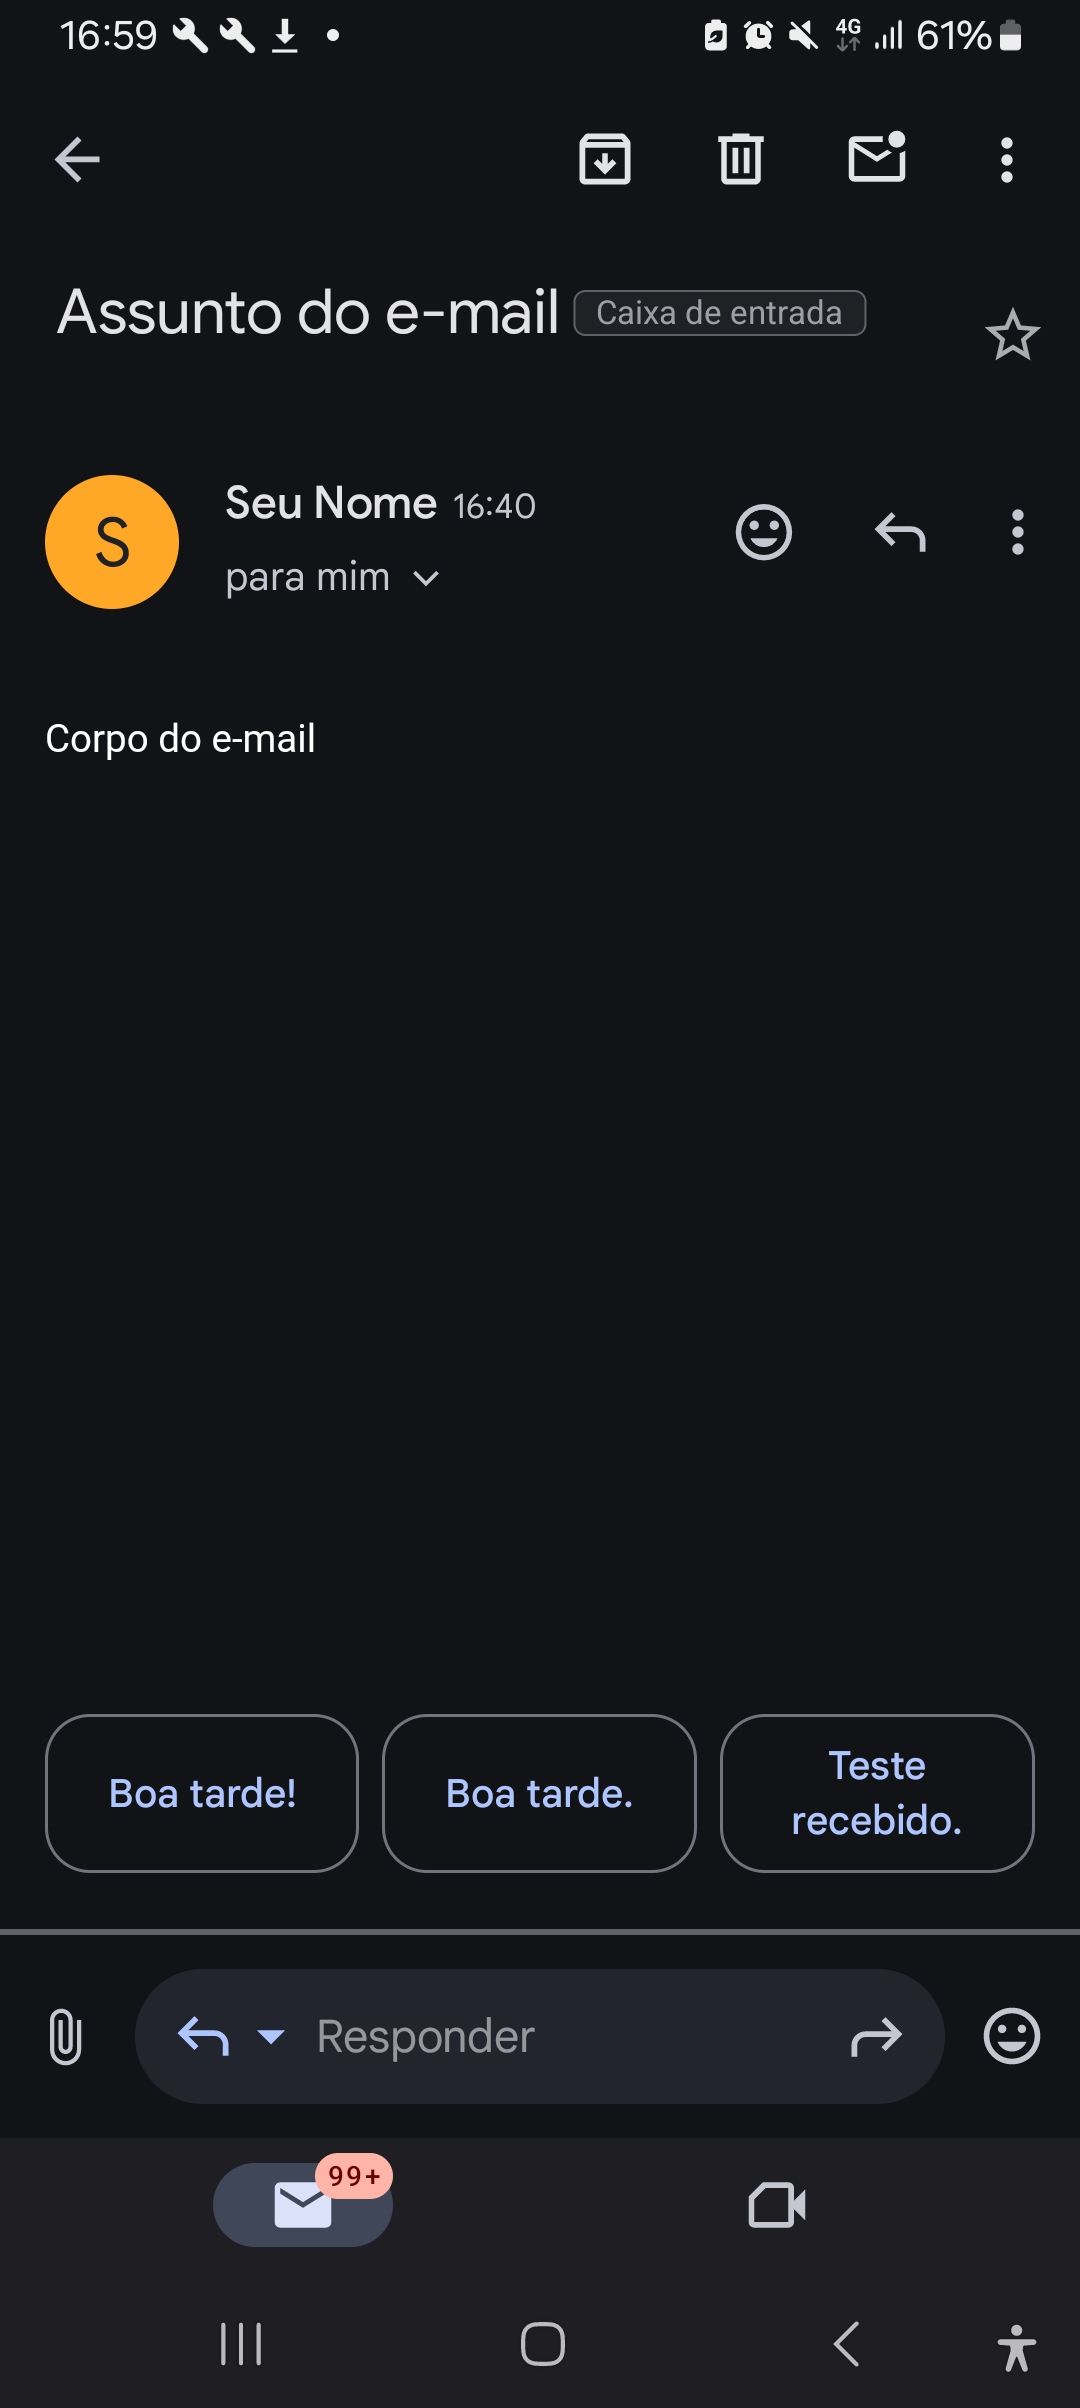 16:59 4G 61%
Assunto do e-mail Caixa de entrada
S
Seu Nome 16:40
para mim
Corpo do e-mail
Boa tarde! Boa tarde. Teste
recebido.
Responder
99+